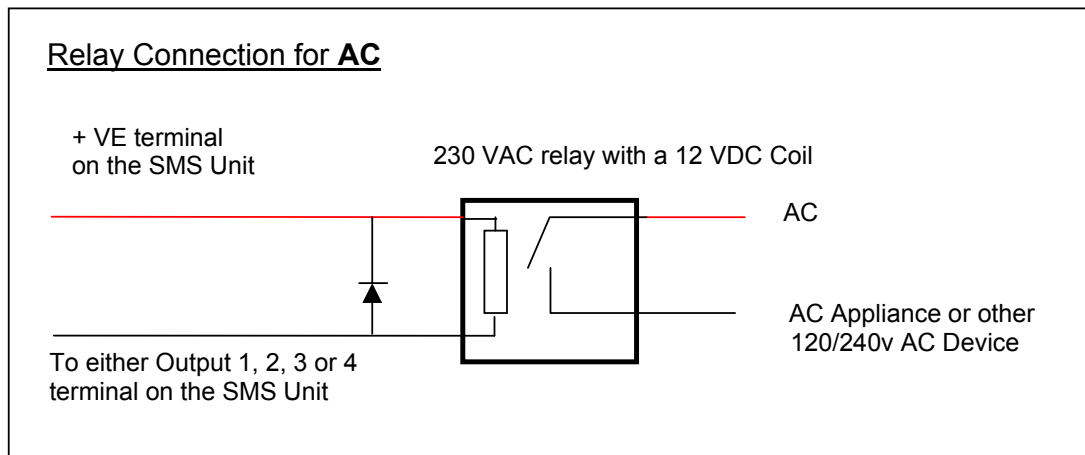 Relay Connection for AC
+ VE terminal
on the SMS Unit
230 VAC relay with a 12 VDC Coil
AC
AC Appliance or other
120/240v AC Device
To either Output 1, 2, 3 or 4
terminal on the SMS Unit